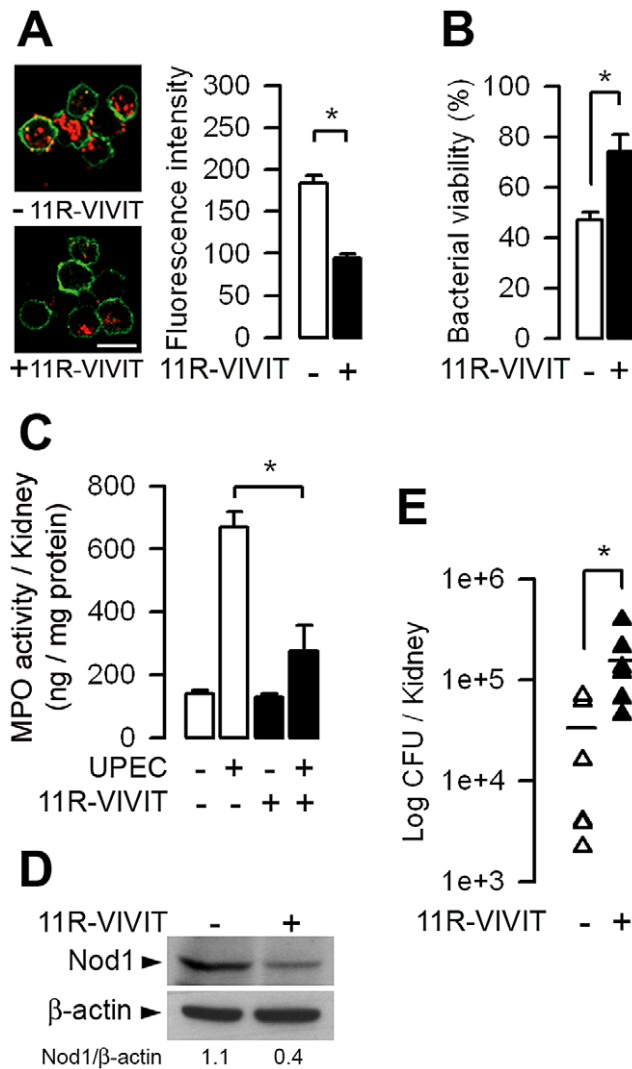 A
- 11R-VIVIT
+ 11R-VIVIT
Fluorescence intensity
300
250
200
150
100
50
0
*
11R-VIVIT - +
B
Bacterial viability (%)
100
80
60
40
20
0
*
11R-VIVIT - +
C
MPO activity / Kidney
(ng / mg protein)
800
600
400
200
0
*
UPEC - + - +
11R-VIVIT - - + +
D
11R-VIVIT - +
Nod1
β-actin
Nod1/β-actin 1.1 0.4
E
Log CFU / Kidney
1e+6
1e+5
1e+4
1e+3
*
11R-VIVIT - +